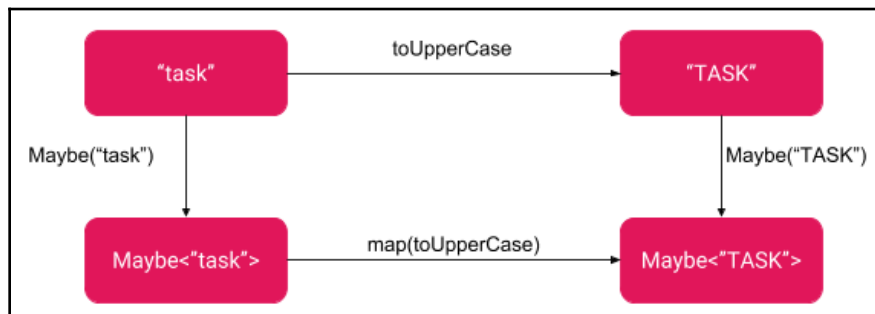 “task”
toUpperCase
“TASK”
Maybe(“task”)
Maybe(“TASK”)
Maybe<”task”>
map(toUpperCase)
Maybe<”TASK”>